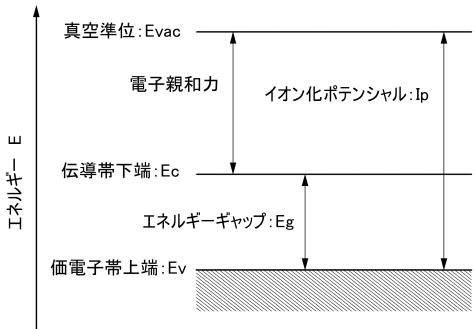 真空準位:Evac
電子親和力
イオン化ポテンシャル:Ip
伝導帯下端:Ec
エネルギーギャップ:Eg
価電子帯上端:Ev
エネルギー E